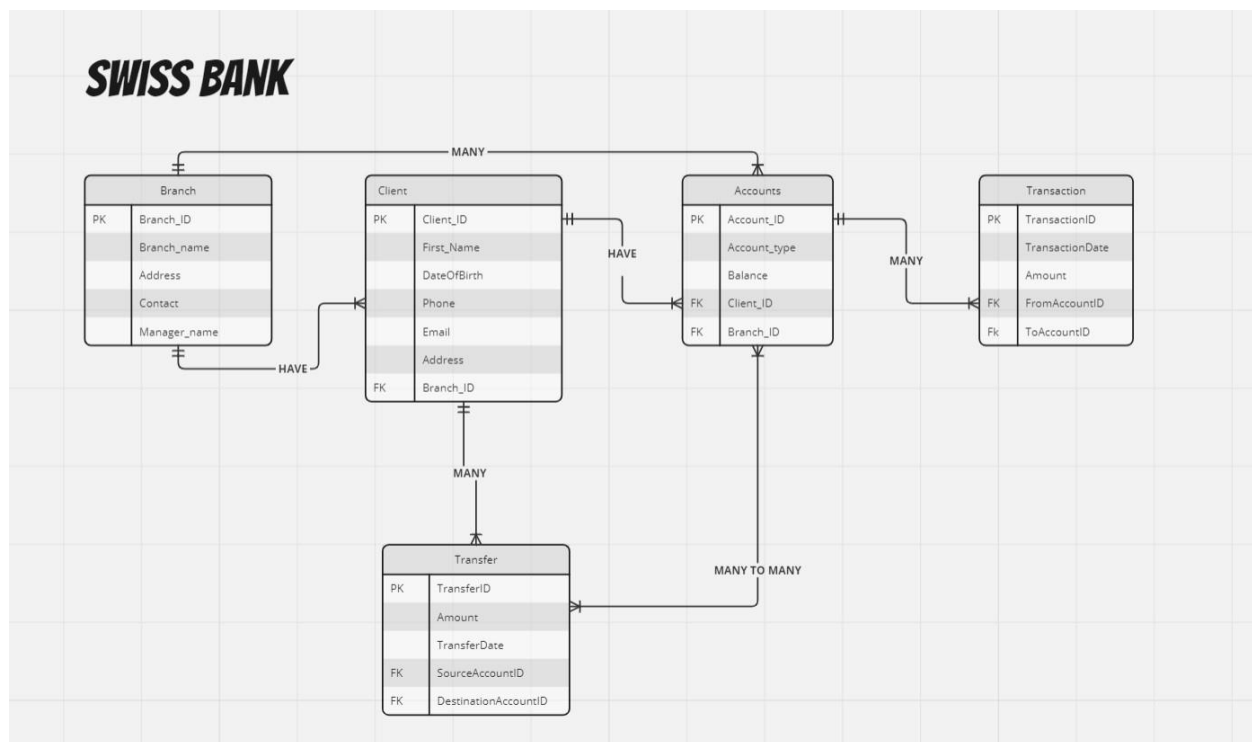 SWISS BANK
MANY
Branch
PK Branch_ID
Branch_name
Address
Contact
Manager_name
HAVE
Client
PK Client_ID
First_Name
DateOfBirth
Phone
Email
Address
FK Branch_ID
HAVE
Accounts
PK Account_ID
Account_type
Balance
FK Client_ID
FK Branch_ID
MANY
Transaction
PK TransactionID
TransactionDate
Amount
FK FromAccountID
Fk ToAccountID
MANY
MANY TO MANY
Transfer
PK TransferID
Amount
TransferDate
FK SourceAccountID
FK DestinationAccountID